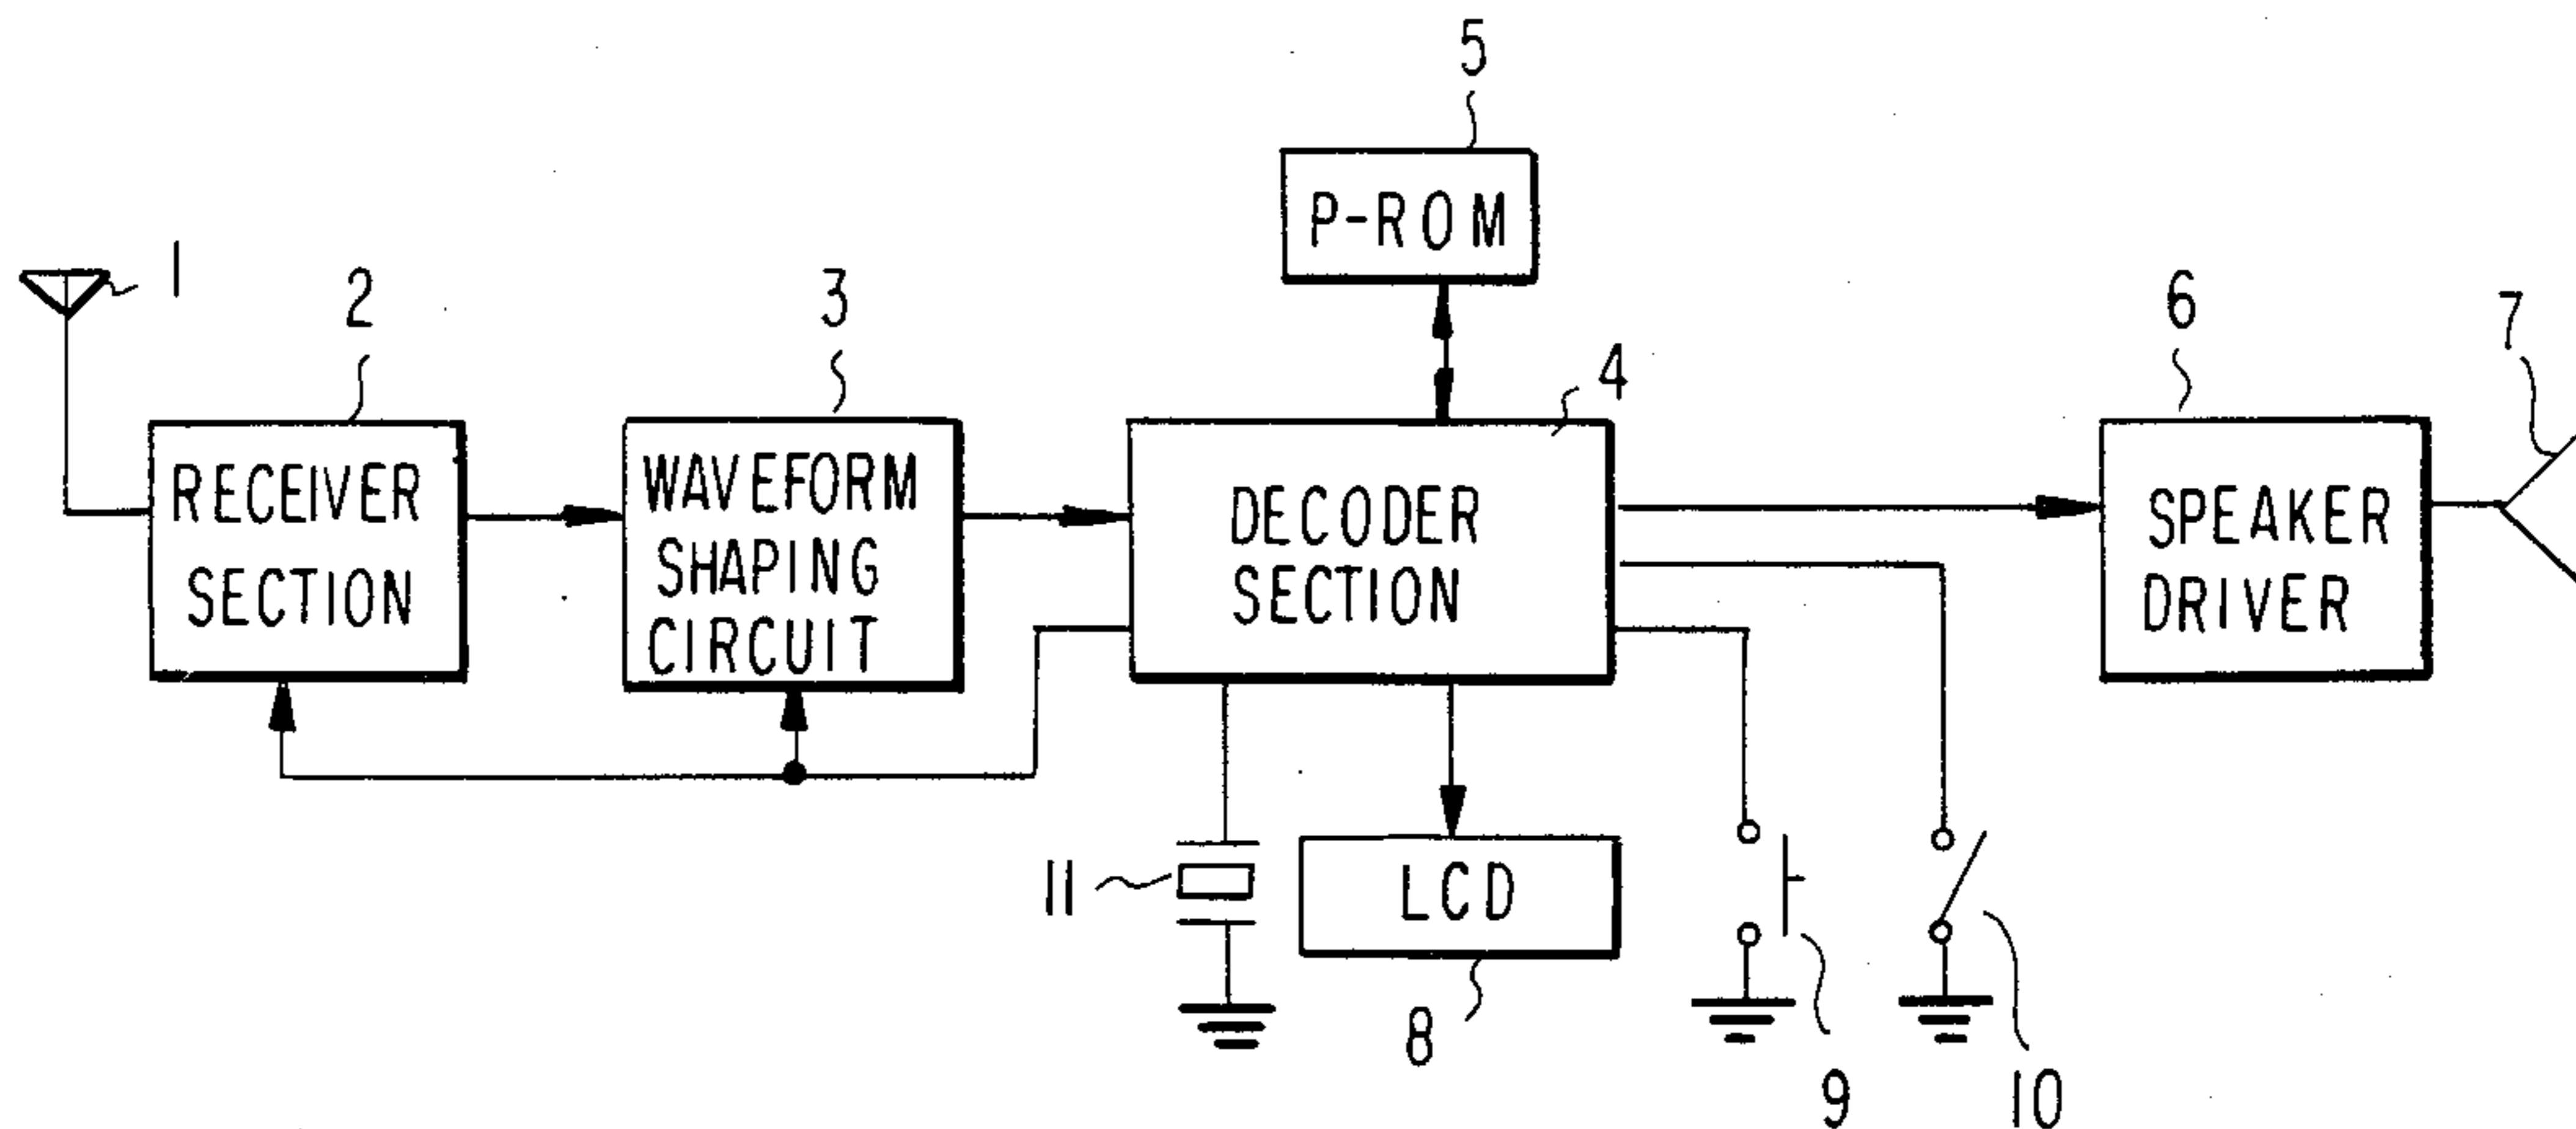 5
P-ROM
1
2
3
4
6
7
RECEIVER
SECTION
WAVEFORM
SHAPING
CIRCUIT
DECODER
SECTION
SPEAKER
DRIVER
11
LCD
8
9
10